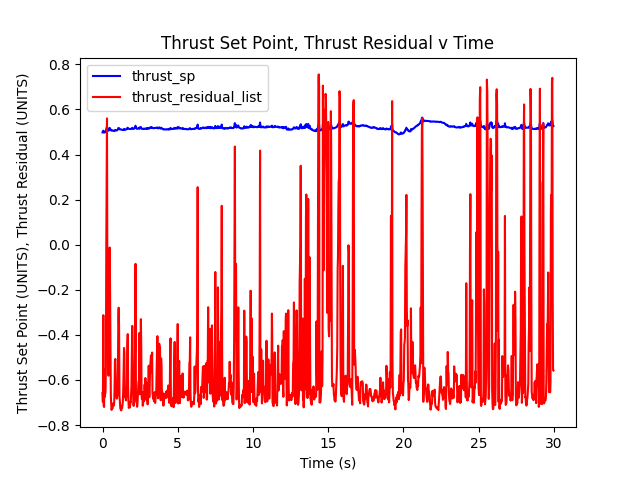 Thrust Set Point, Thrust Residual v Time
thrust_sp
thrust_residual_list
Thrust Set Point (UNITS), Thrust Residual (UNITS)
0.8
0.6
0.4
0.2
0.0
−0.2
−0.4
−0.6
−0.8
0 5 10 15 20 25 30
Time (s)